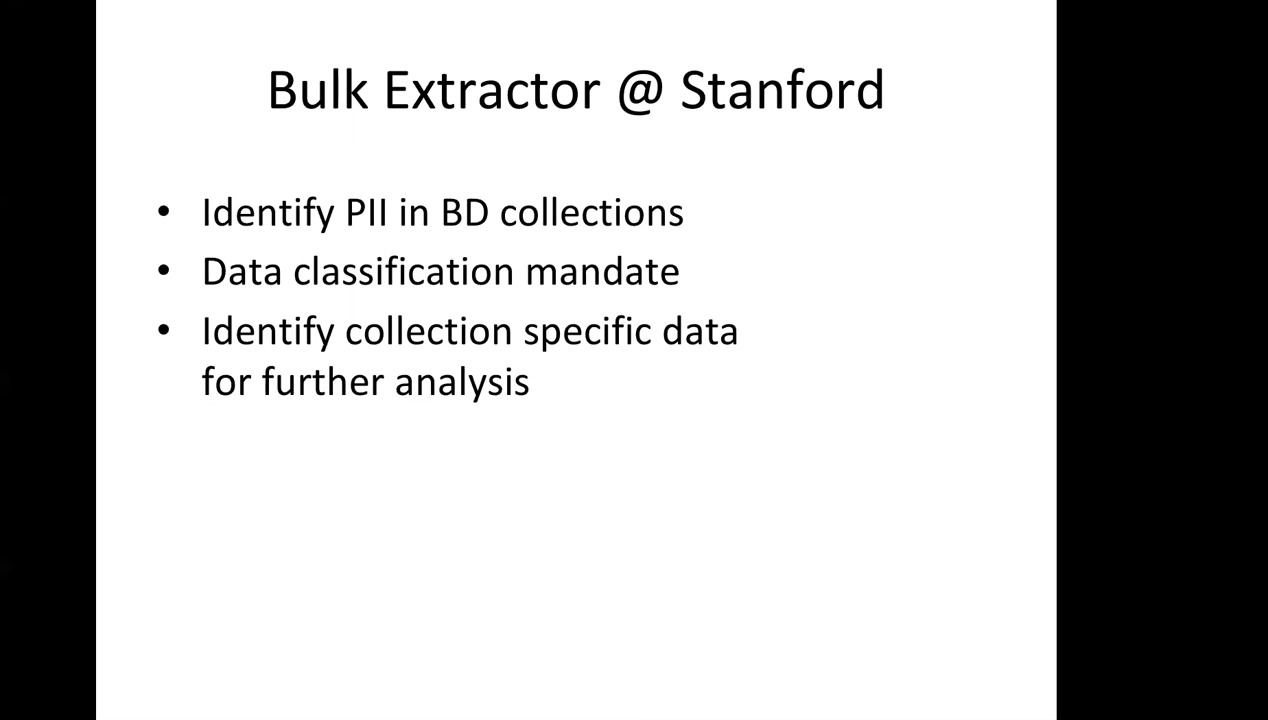 Bulk Extractor @ Stanford
• Identify PII in BD collections
• Data classification mandate
• Identify collection specific data
for further analysis